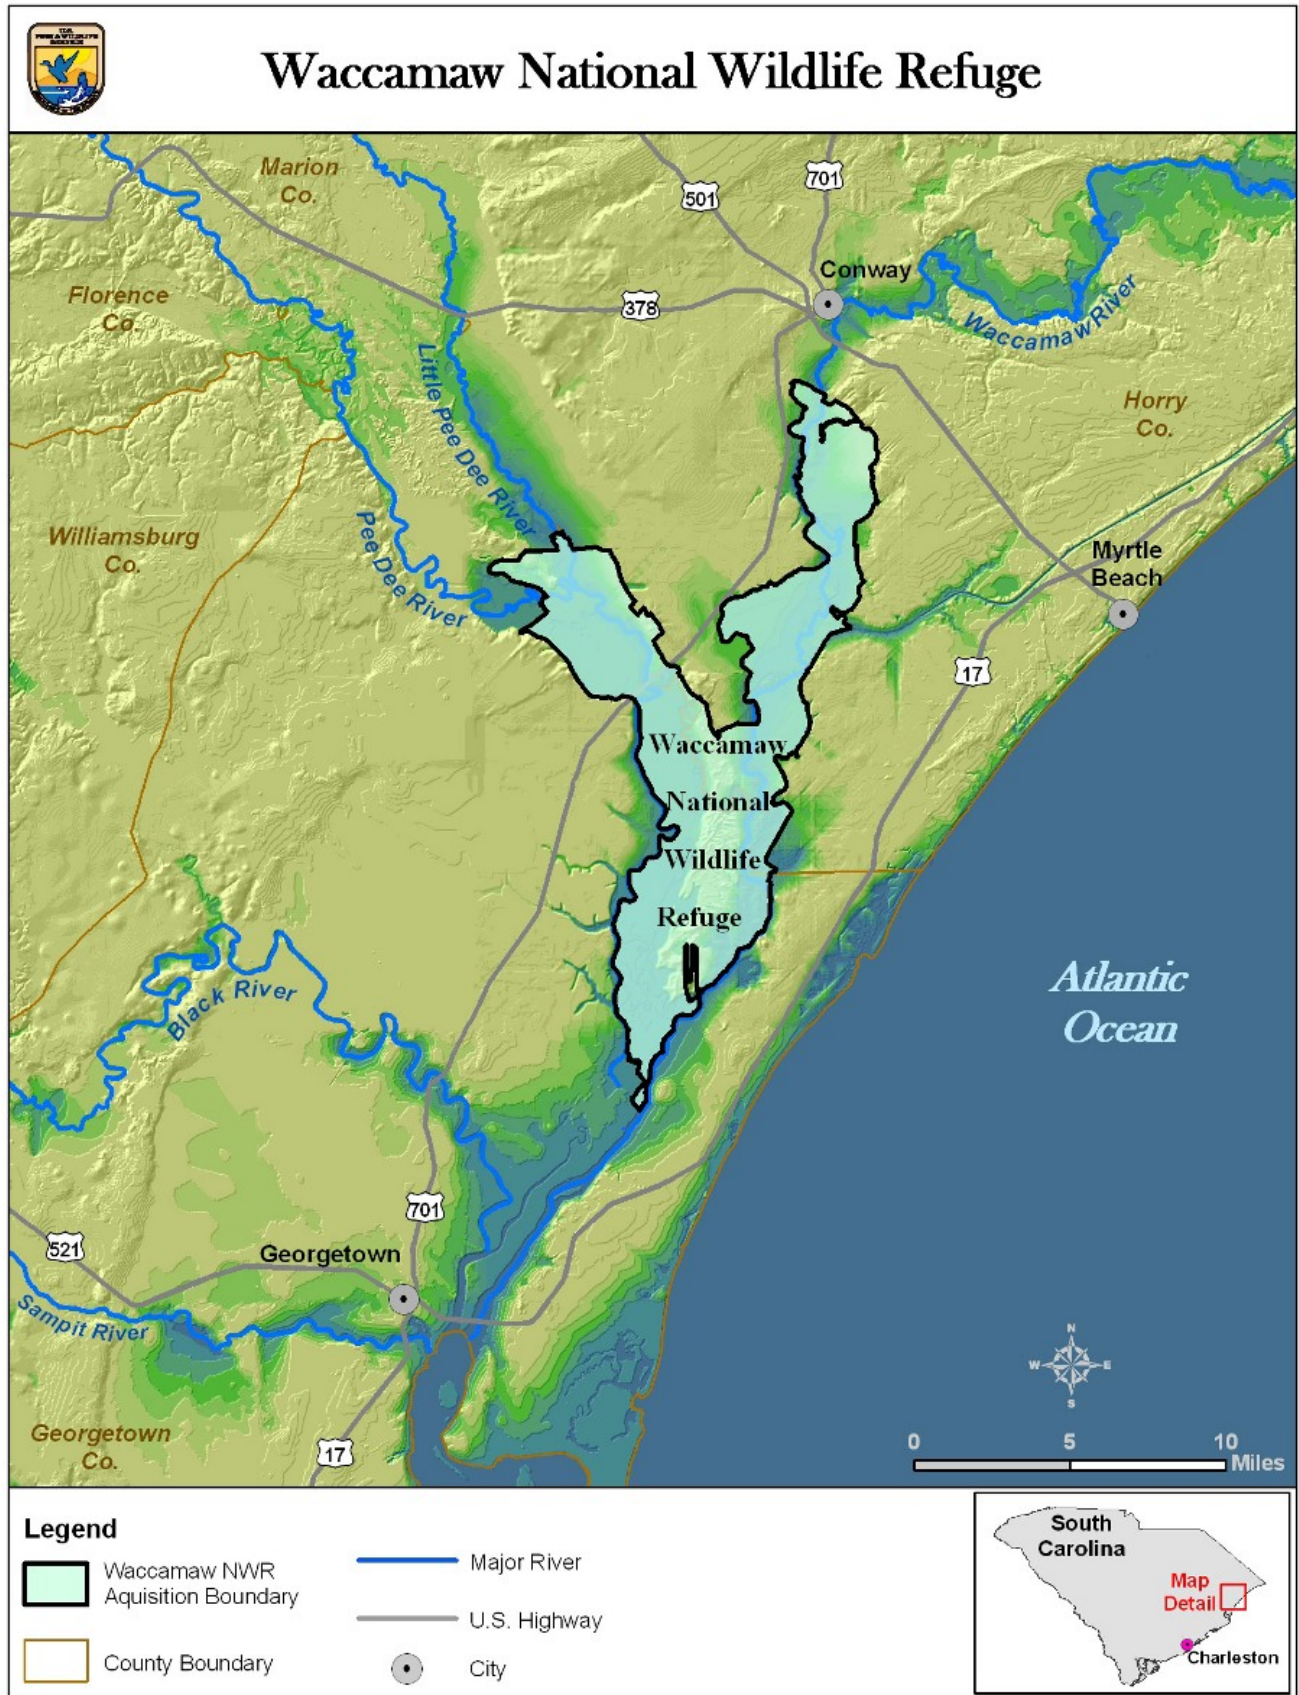 U.S.
FISH & WILDLIFE
SERVICE
Waccamaw National Wildlife Refuge
Marion
Co.
701
501
Conway
Florence
Co.
378
Waccamaw River
Little Pee Dee River
Horry
Co.
Pee Dee River
Williamsburg
Co.
Myrtle
Beach
17
Waccamaw
National
Wildlife
Refuge
Black River
Atlantic
Ocean
701
521
Georgetown
Sampit River
N
W
E
S
Georgetown
Co.
17
0
5
10
Miles
Legend
Waccamaw NWR
Aquisition Boundary
County Boundary
Major River
U.S. Highway
City
South
Carolina
Map
Detail
Charleston